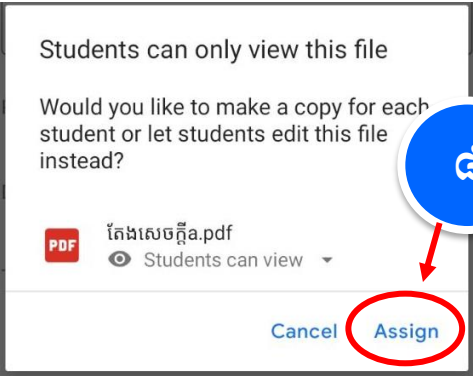 Students can only view this file
Would you like to make a copy for each
student or let students edit this file
instead?
PDF
តែងសេចក្តីa.pdf
Students can view
Cancel
Assign